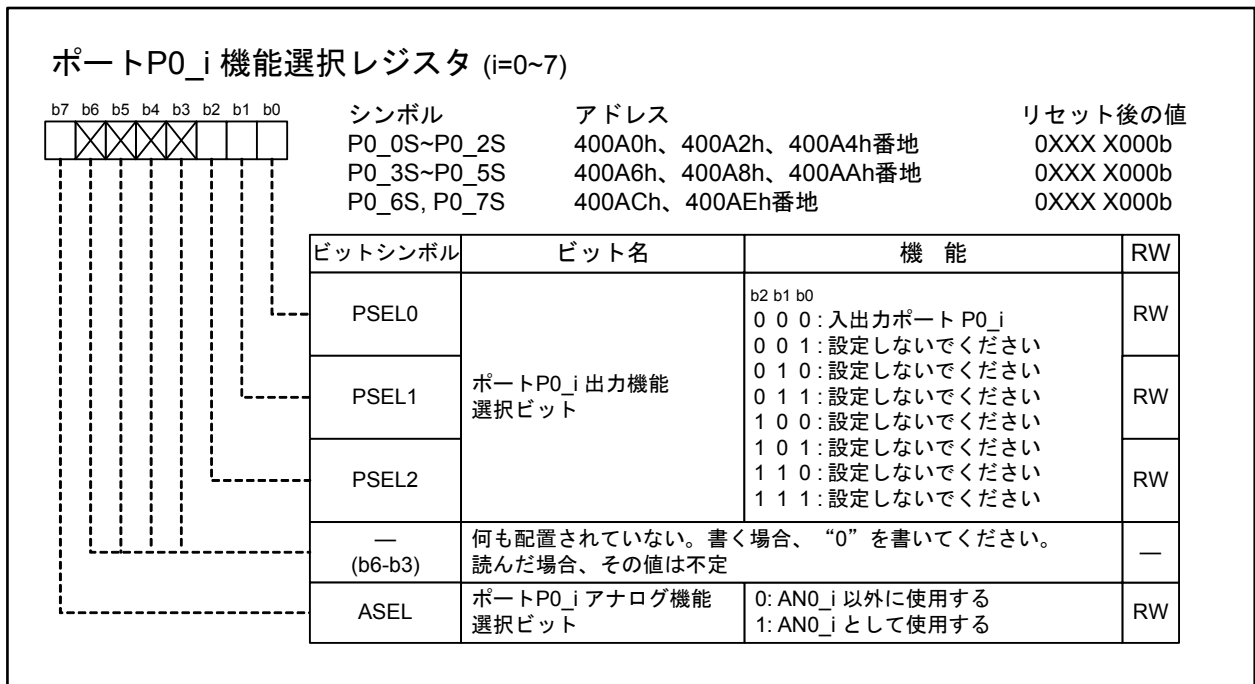 ポートP0_i 機能選択レジスタ (i=0~7)
b7 b6 b5 b4 b3 b2 b1 b0
シンボル アドレス リセット後の値
P0_0S~P0_2S 400A0h、400A2h、400A4h番地 0XXX X000b
P0_3S~P0_5S 400A6h、400A8h、400AAh番地 0XXX X000b
P0_6S, P0_7S 400ACh、400AEh番地 0XXX X000b
ビットシンボル ビット名 機 能 RW
PSEL0
PSEL1
PSEL2
ポートP0_i 出力機能
選択ビット
b2 b1 b0
0 0 0 : 入出力ポート P0_i
0 0 1 : 設定しないでください
0 1 0 : 設定しないでください
0 1 1 : 設定しないでください
1 0 0 : 設定しないでください
1 0 1 : 設定しないでください
1 1 0 : 設定しないでください
1 1 1 : 設定しないでください
RW
RW
RW
—
(b6-b3)
何も配置されていない。書く場合、“0”を書いてください。
読んだ場合、その値は不定
—
ASEL
ポートP0_i アナログ機能
選択ビット
0: AN0_i 以外に使用する
1: AN0_i として使用する
RW